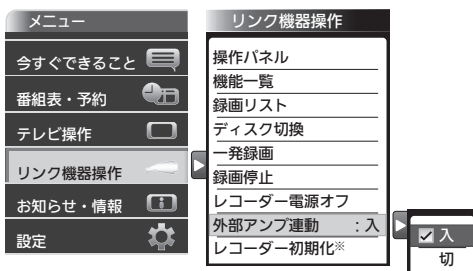 メニュー
今すぐできること
番組表・予約
テレビ操作
リンク機器操作
お知らせ・情報
設定
リンク機器操作
操作パネル
機能一覧
録画リスト
ディスク切換
一発録画
録画停止
レコーダー電源オフ
外部アンプ連動 :入
レコーダー初期化※
入
切